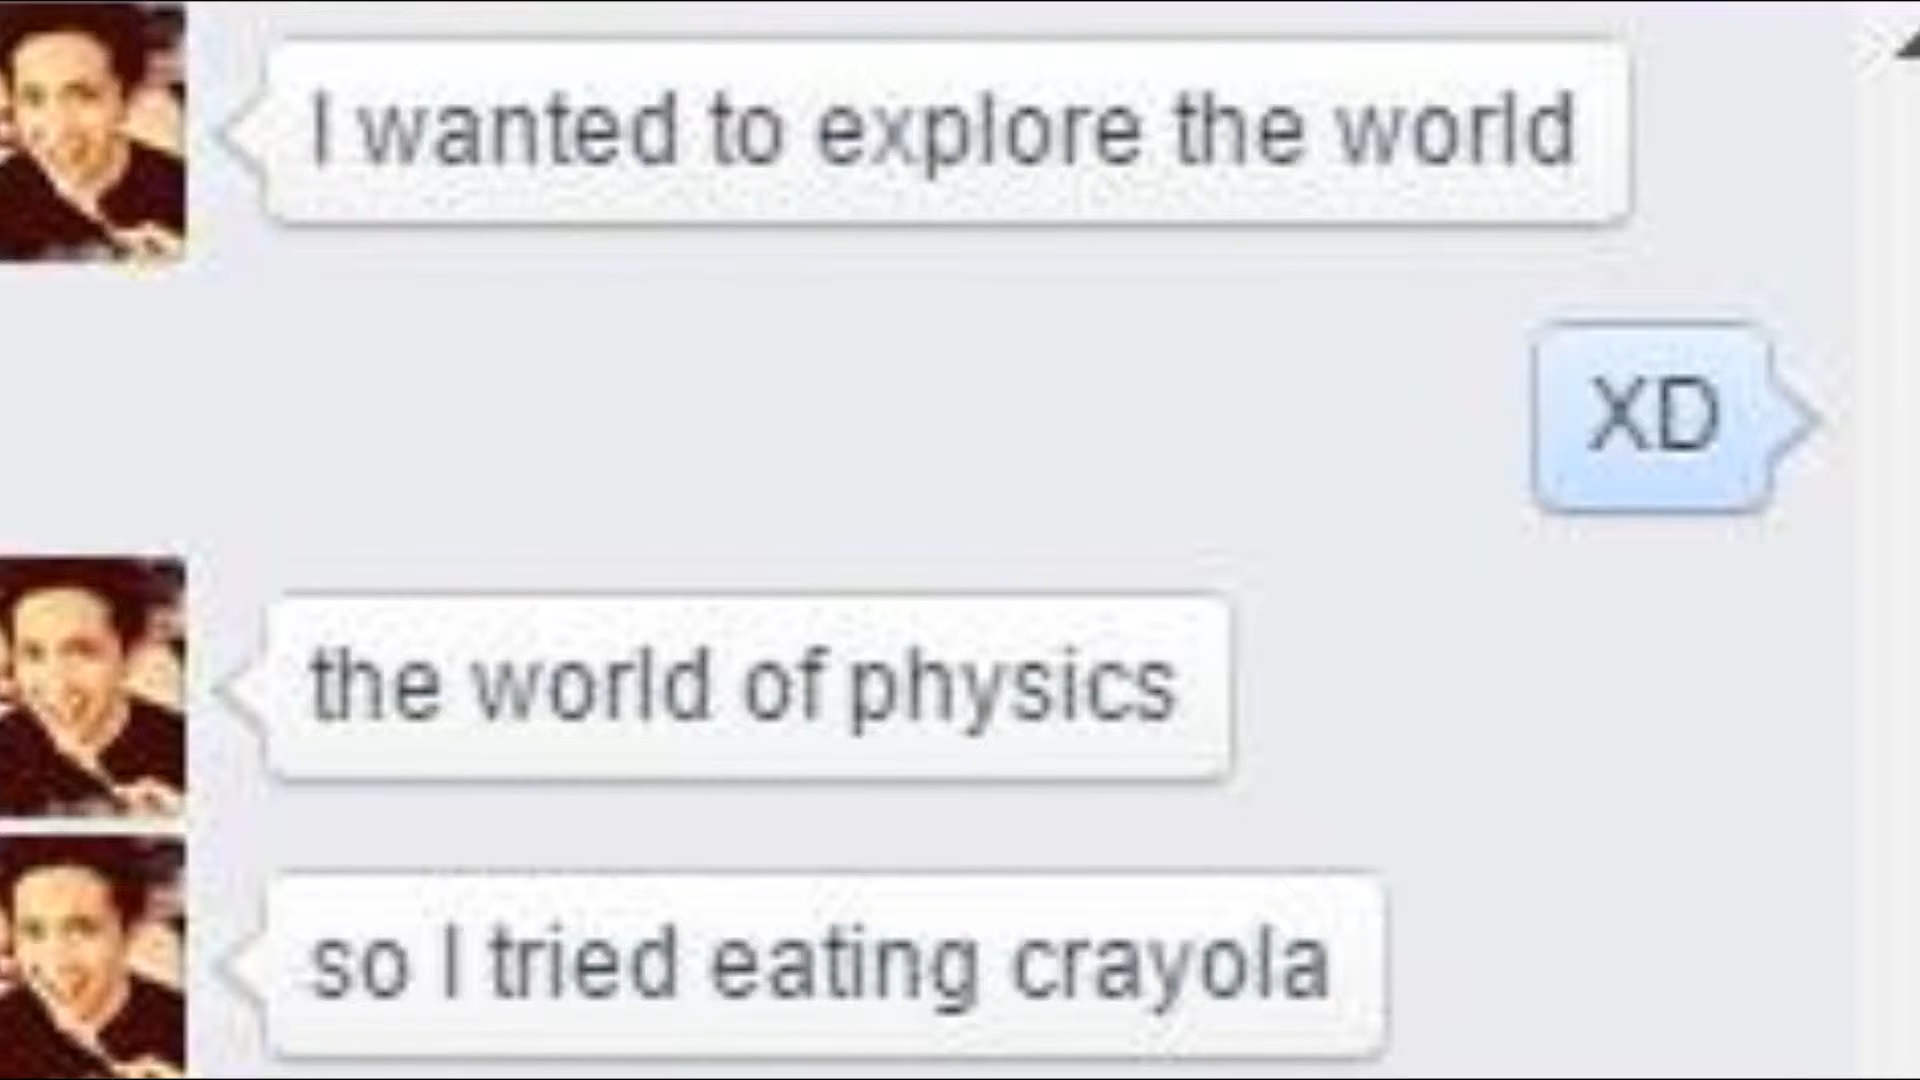 I wanted to explore the world
XD
the world of physics
so I tried eating crayola